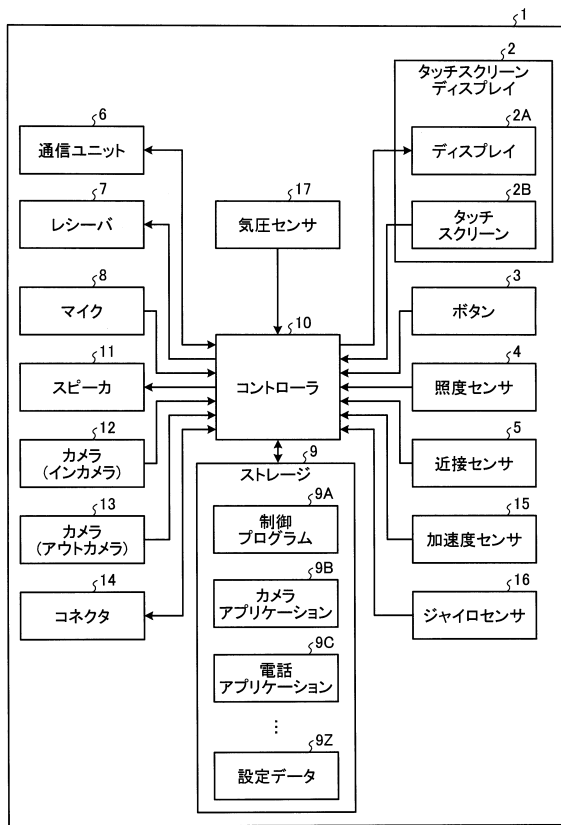 1
2
タッチスクリーン
ディスプレイ
2A
ディスプレイ
2B
タッチ
スクリーン
6
通信ユニット
7
レシーバ
17
気圧センサ
8
マイク
10
コントローラ
3
ボタン
11
スピーカ
4
照度センサ
12
カメラ
(インカメラ)
5
近接センサ
13
カメラ
(アウトカメラ)
15
加速度センサ
14
コネクタ
16
ジャイロセンサ
9
ストレージ
9A
制御
プログラム
9B
カメラ
アプリケーション
9C
電話
アプリケーション
⋮
9Z
設定データ